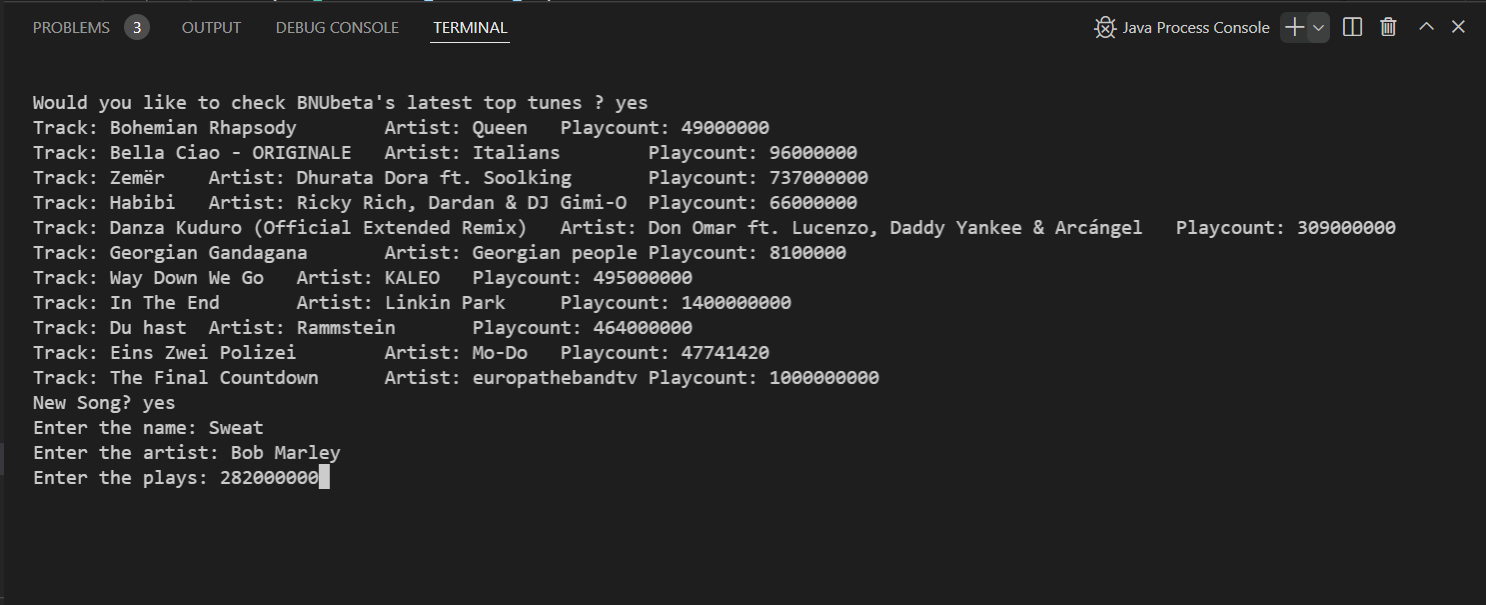 PROBLEMS 3 OUTPUT DEBUG CONSOLE TERMINAL Java Process Console
Would you like to check BNUbeta's latest top tunes ? yes
Track: Bohemian Rhapsody Artist: Queen Playcount: 49000000
Track: Bella Ciao - ORIGINALE Artist: Italians Playcount: 96000000
Track: Zemër Artist: Dhurata Dora ft. Soolking Playcount: 737000000
Track: Habibi Artist: Ricky Rich, Dardan & DJ Gimi-O Playcount: 66000000
Track: Danza Kuduro (Official Extended Remix) Artist: Don Omar ft. Lucenzo, Daddy Yankee & Arcángel Playcount: 309000000
Track: Georgian Gandagana Artist: Georgian people Playcount: 8100000
Track: Way Down We Go Artist: KALEO Playcount: 495000000
Track: In The End Artist: Linkin Park Playcount: 1400000000
Track: Du hast Artist: Rammstein Playcount: 464000000
Track: Eins Zwei Polizei Artist: Mo-Do Playcount: 47741420
Track: The Final Countdown Artist: europathebandtv Playcount: 1000000000
New Song? yes
Enter the name: Sweat
Enter the artist: Bob Marley
Enter the plays: 282000000